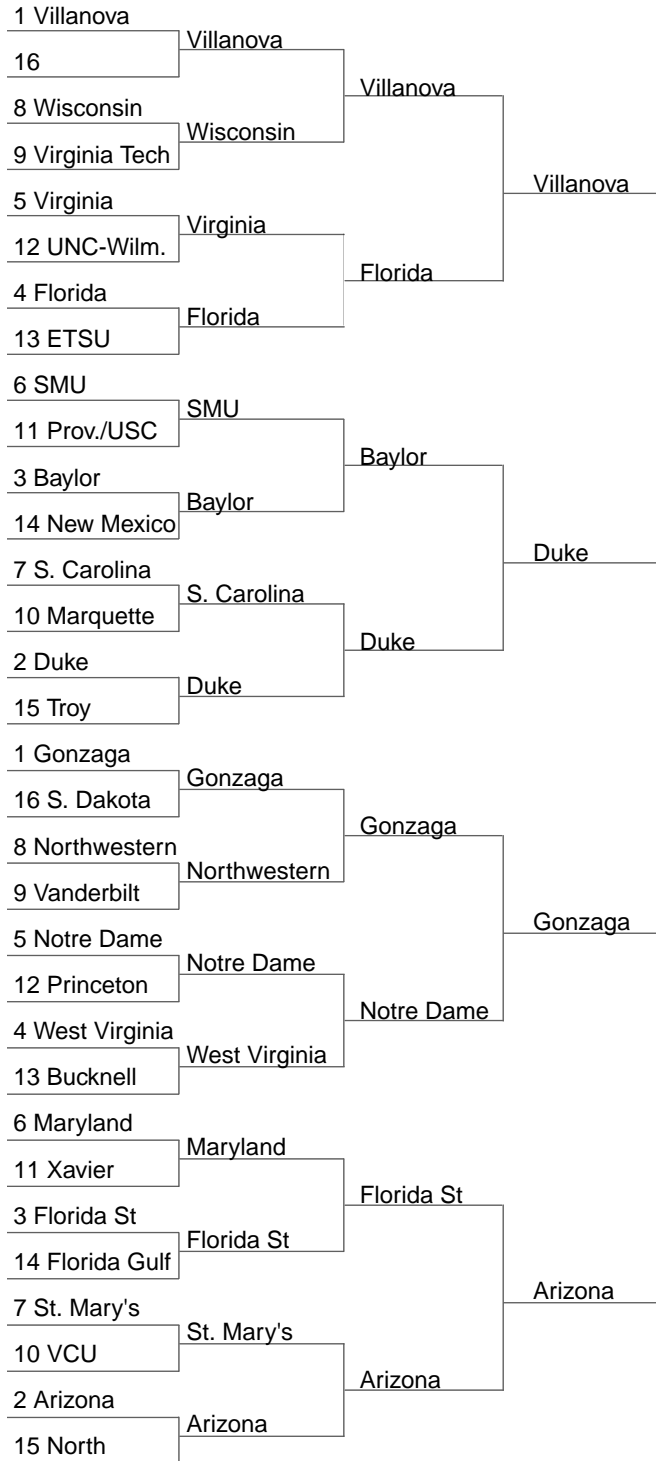 1 Villanova
Villanova
16
Villanova
8 Wisconsin
Wisconsin
9 Virginia Tech
Villanova
5 Virginia
Virginia
12 UNC-Wilm.
Florida
4 Florida
Florida
13 ETSU
6 SMU
SMU
11 Prov./USC
Baylor
3 Baylor
Baylor
14 New Mexico
Duke
7 S. Carolina
S. Carolina
10 Marquette
Duke
2 Duke
Duke
15 Troy
1 Gonzaga
Gonzaga
16 S. Dakota
Gonzaga
8 Northwestern
Northwestern
9 Vanderbilt
Gonzaga
5 Notre Dame
Notre Dame
12 Princeton
Notre Dame
4 West Virginia
West Virginia
13 Bucknell
6 Maryland
Maryland
11 Xavier
Florida St
3 Florida St
Florida St
14 Florida Gulf
Arizona
7 St. Mary's
St. Mary's
10 VCU
Arizona
2 Arizona
Arizona
15 North